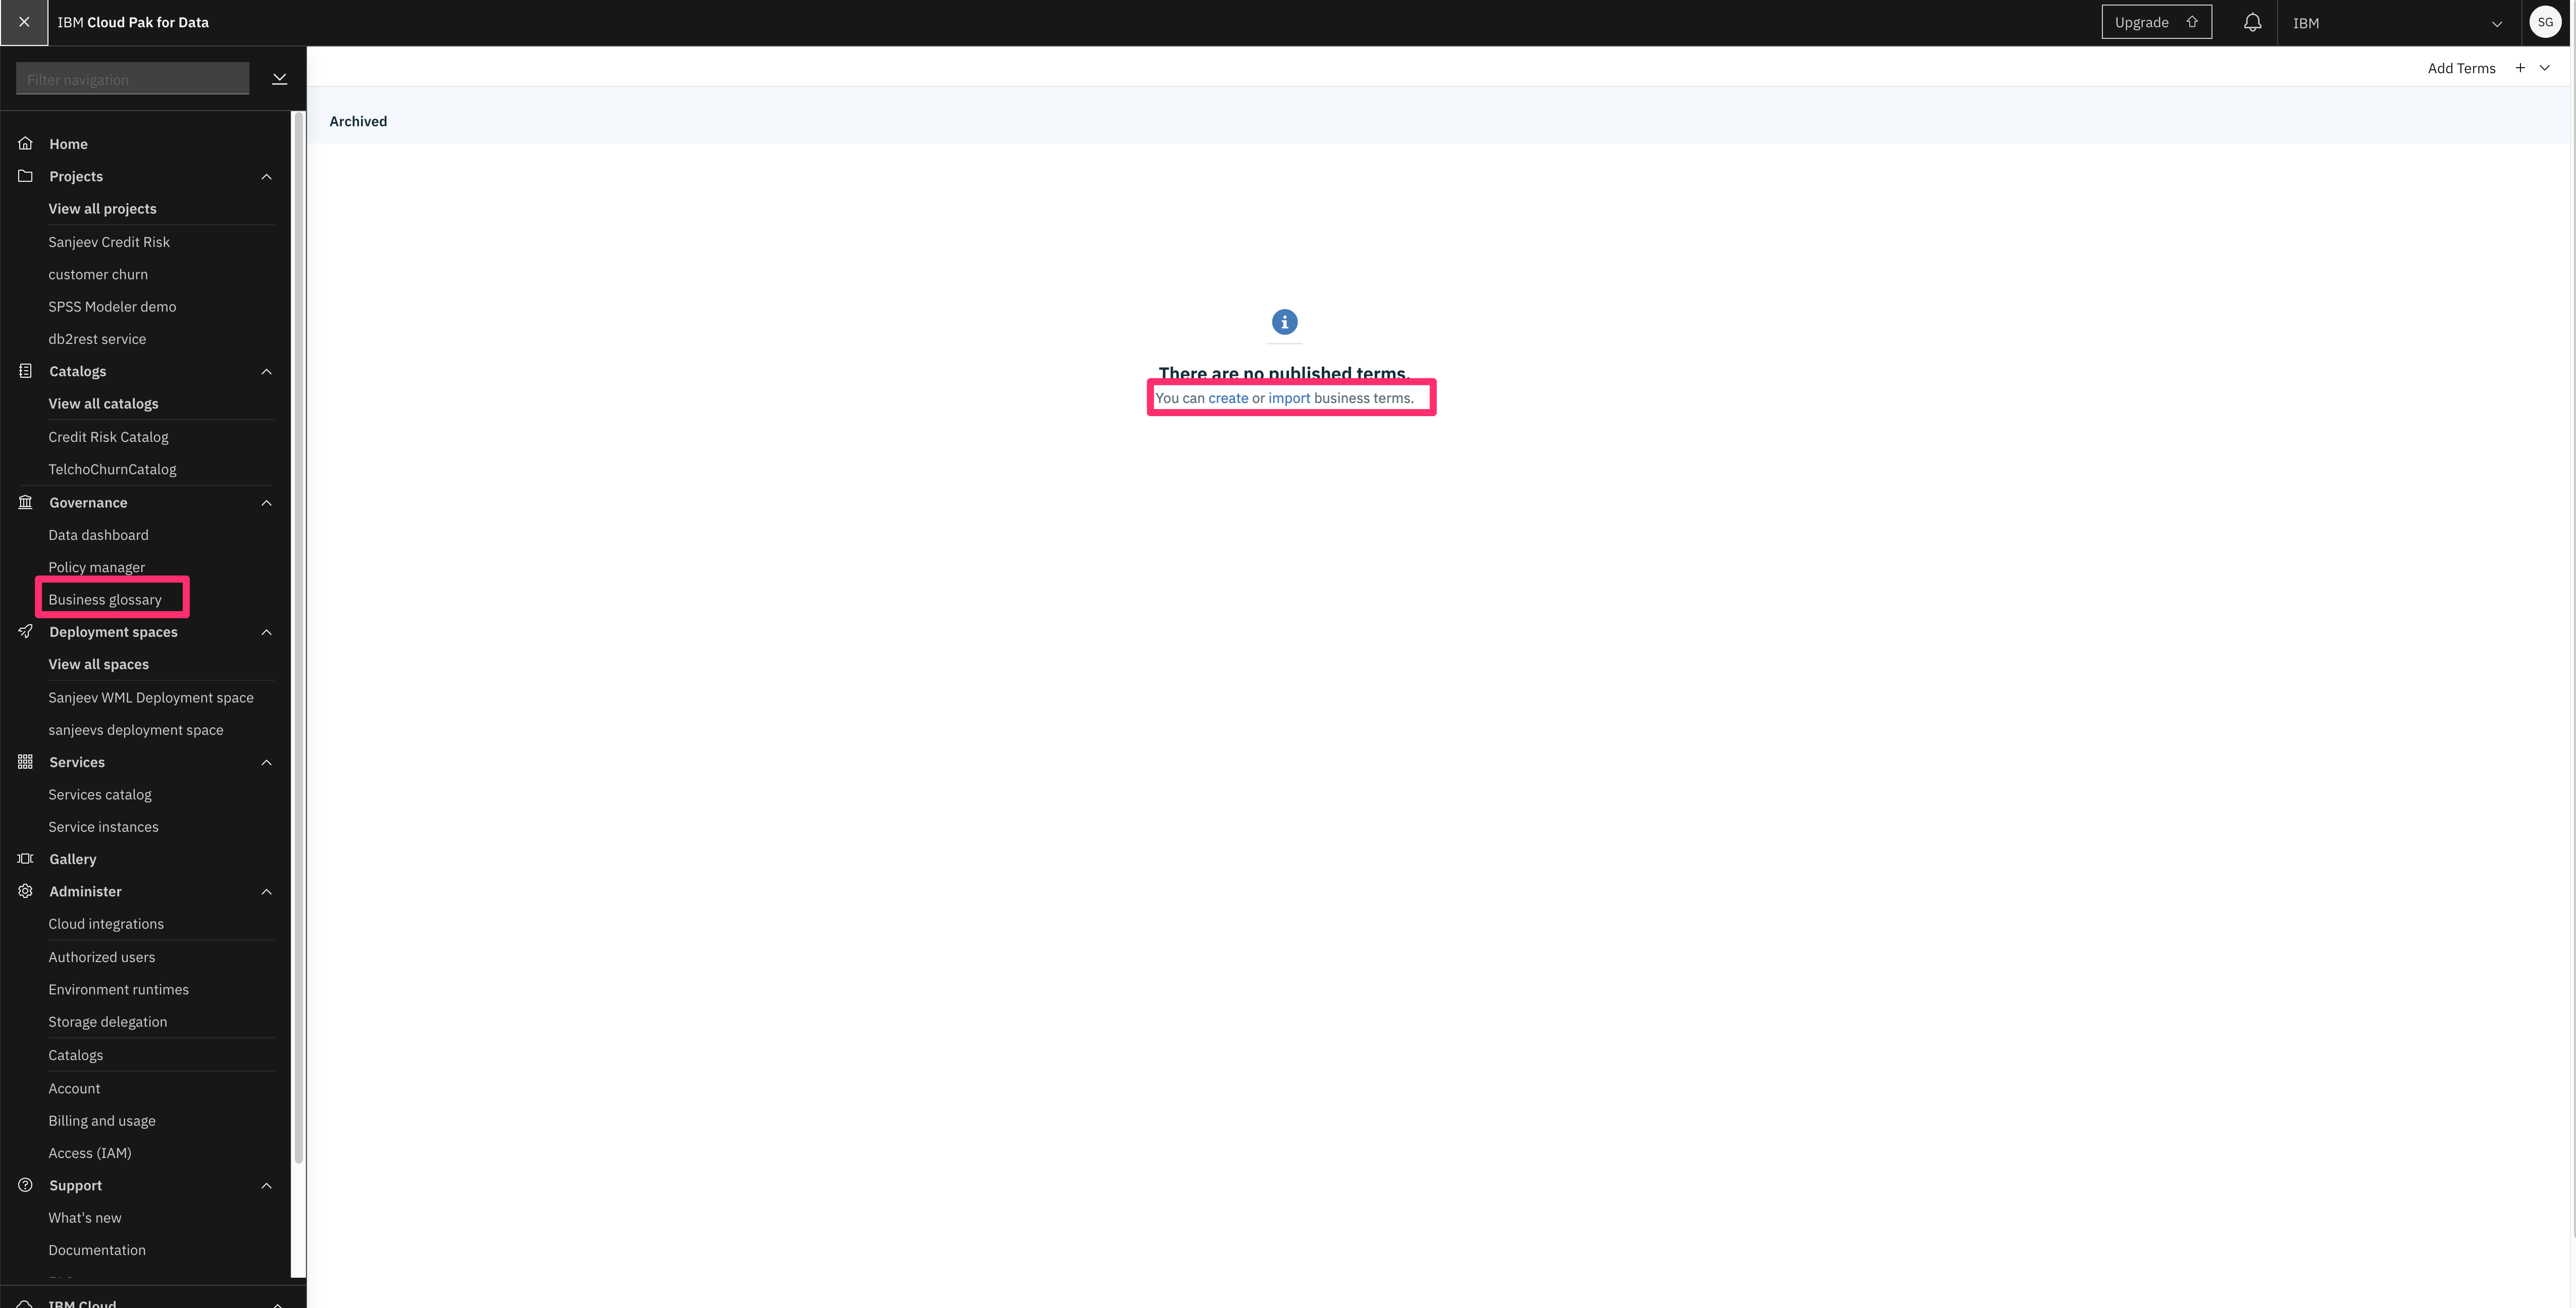 IBM Cloud Pak for Data
Upgrade
IBM
SG
Filter navigation
Add Terms
Archived
Home
Projects
View all projects
Sanjeev Credit Risk
customer churn
SPSS Modeler demo
db2rest service
Catalogs
View all catalogs
Credit Risk Catalog
TelchoChurnCatalog
Governance
Data dashboard
Policy manager
Business glossary
Deployment spaces
View all spaces
Sanjeev WML Deployment space
sanjeevs deployment space
Services
Services catalog
Service instances
Gallery
Administer
Cloud integrations
Authorized users
Environment runtimes
Storage delegation
Catalogs
Account
Billing and usage
Access (IAM)
Support
What's new
Documentation
IBM Cloud
There are no published terms.
You can create or import business terms.